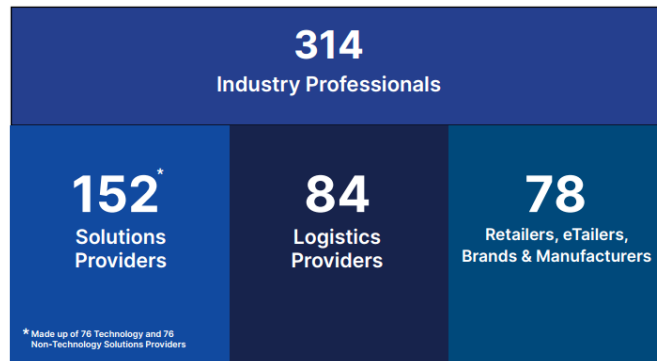 314
Industry Professionals
152*
Solutions
Providers
* Made up of 76 Technology and 76
Non-Technology Solutions Providers
84
Logistics
Providers
78
Retailers, eTailers,
Brands & Manufacturers